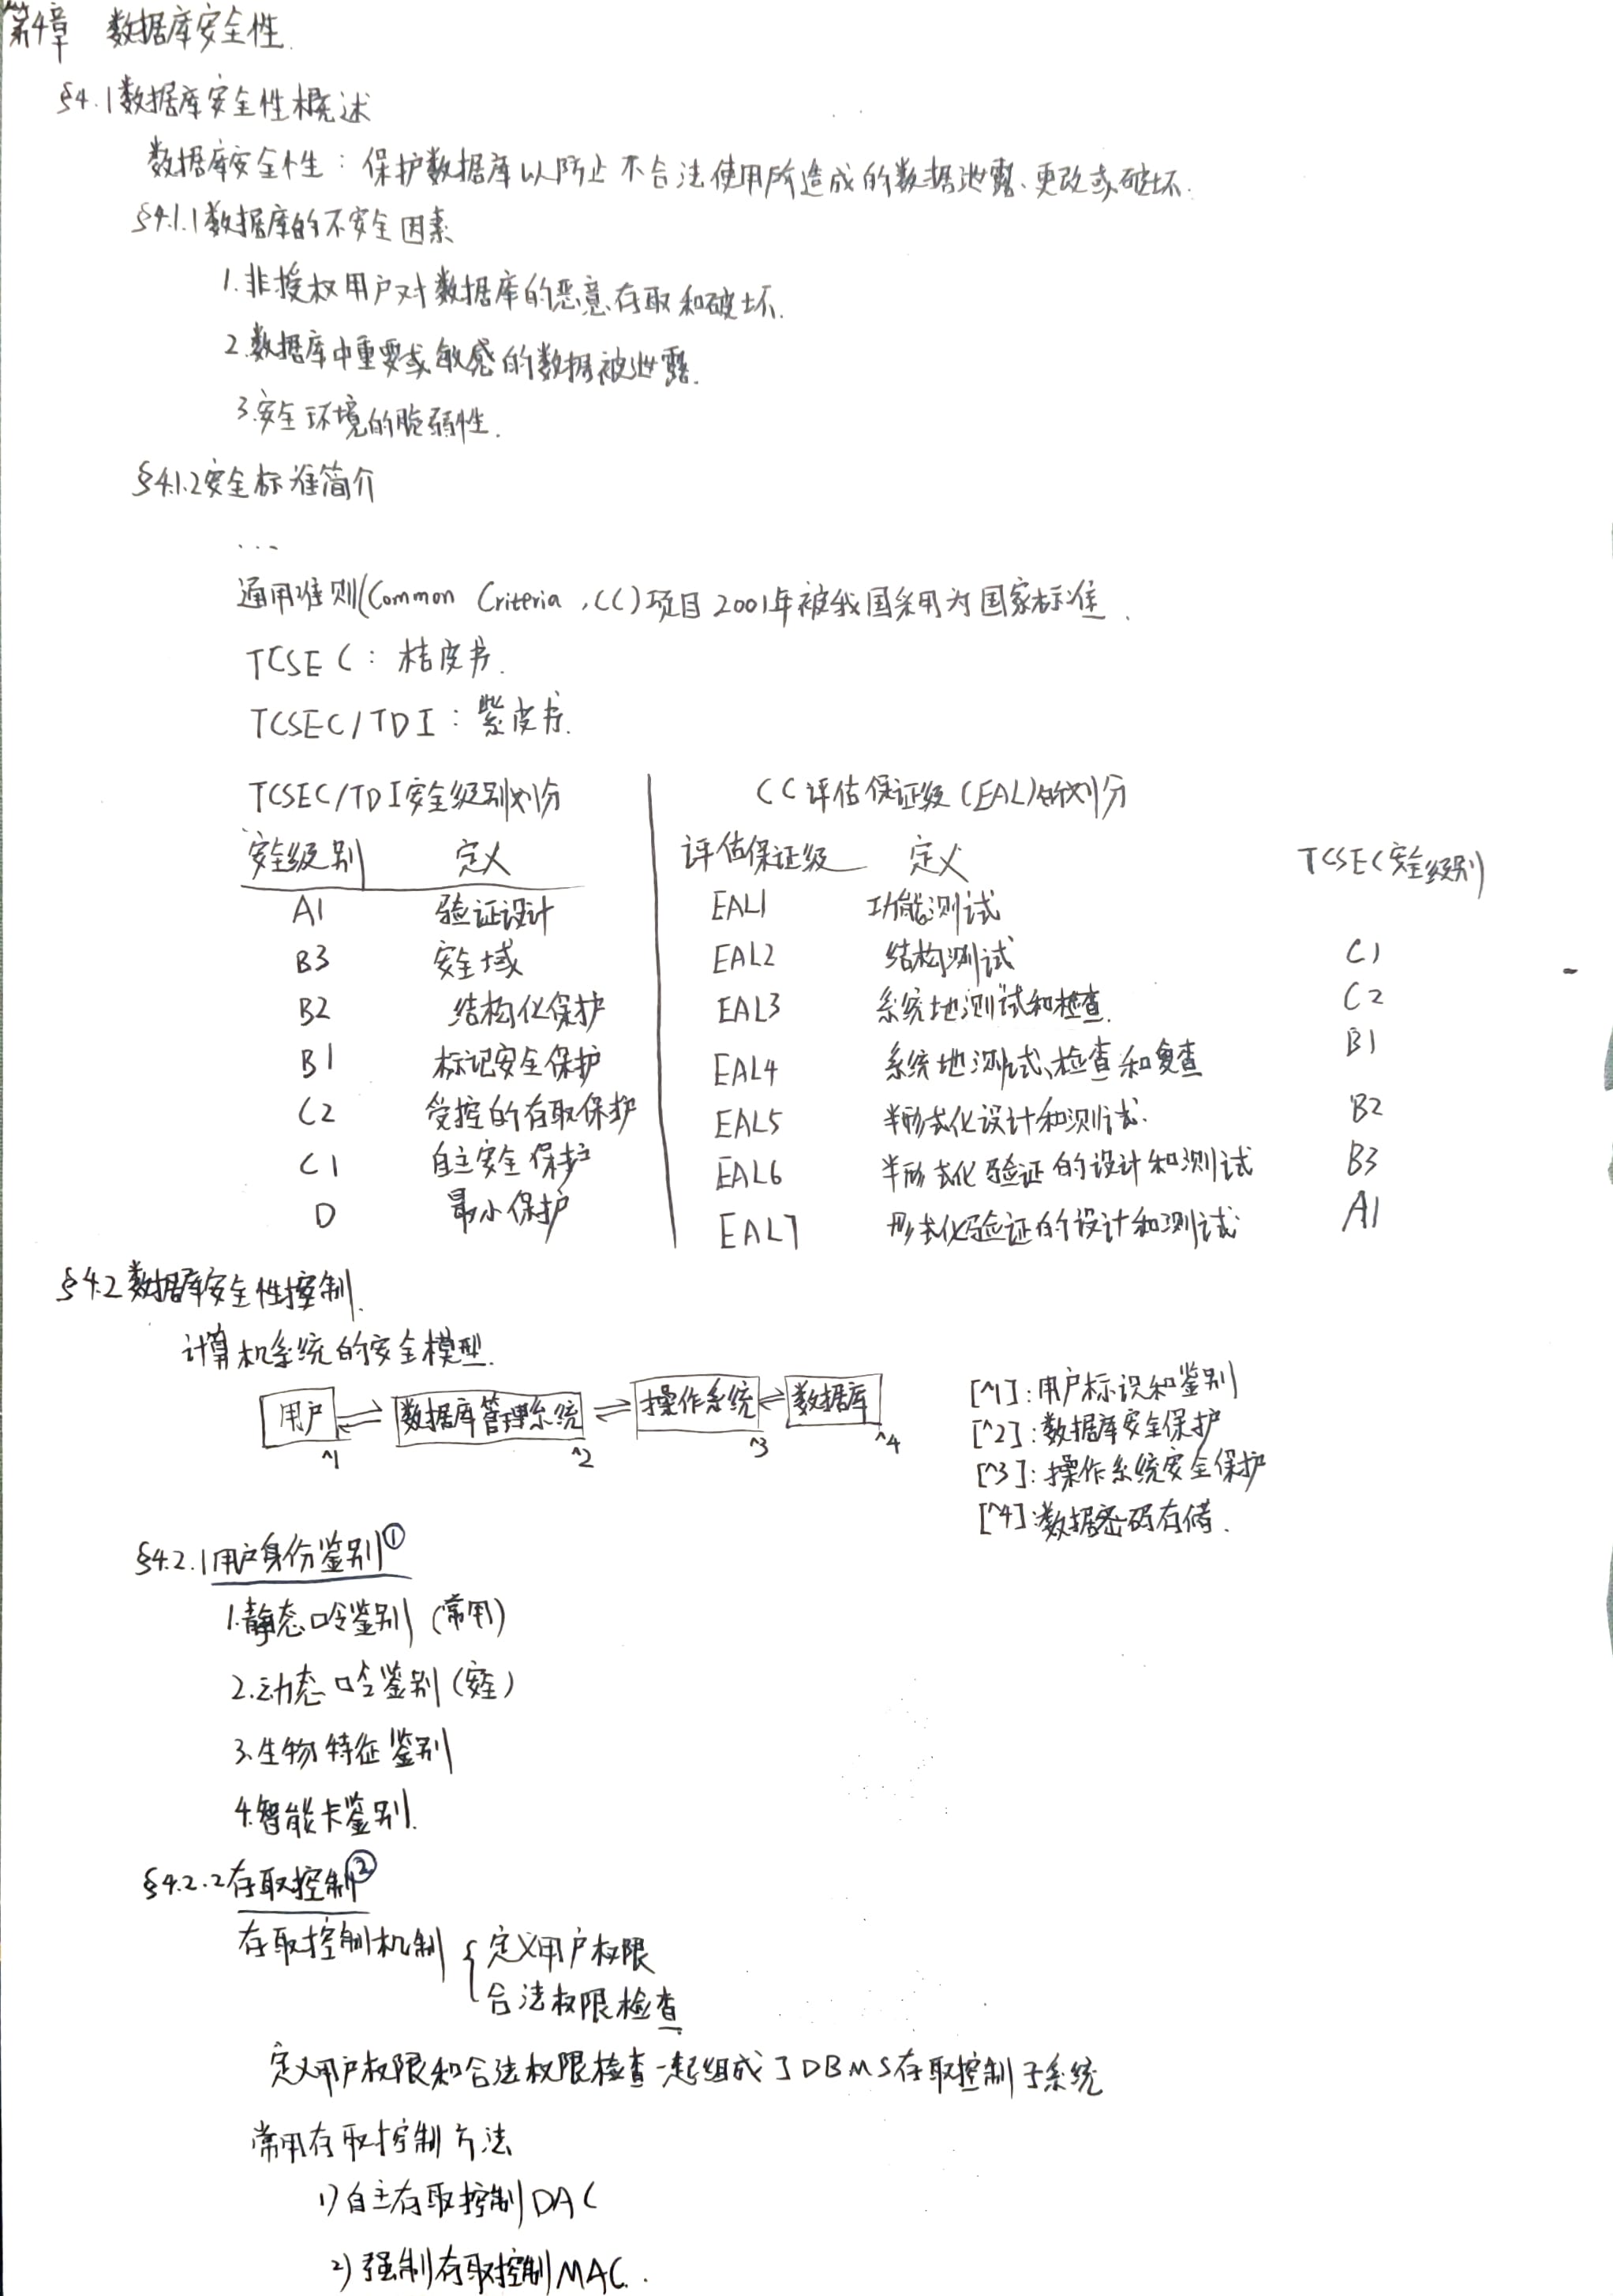 第4章 数据库安全性.
§4.1数据库安全性概述
数据库安全性：保护数据库以防止不合法使用所造成的数据泄露、更改或破坏.
§4.1.1数据库的不安全因素
1.非授权用户对数据库的恶意存取和破坏.
2.数据库中重要或敏感的数据被泄露.
3.安全环境的脆弱性.
§4.1.2安全标准简介
...
通用准则(Common Criteria,CC)项目2001年被我国采用为国家标准.
TCSEC：桔皮书.
TCSEC/TDI：紫皮书.
TCSEC/TDI安全级别划分
安全级别 定义
A1 验证设计
B3 安全域
B2 结构化保护
B1 标记安全保护
C2 受控的存取保护
C1 自主安全保护
D 最小保护
CC评估保证级(EAL)的划分
评估保证级 定义 TCSEC安全级别)
EAL1 功能测试
EAL2 结构测试 C1
EAL3 系统地测试和检查. C2
EAL4 系统地测试、检查和复查 B1
EAL5 半形式化设计和测试. B2
EAL6 半形式化验证的设计和测试 B3
EAL7 形式化验证的设计和测试 A1
§4.2数据库安全性控制.
计算机系统的安全模型.
用户 ⇌ 数据库管理系统 ⇌ 操作系统 ⇌ 数据库
^1 ^2 ^3 ^4
[^1]:用户标识和鉴别
[^2]:数据库安全保护
[^3]:操作系统安全保护
[^4]:数据密码存储.
§4.2.1用户身份鉴别①
1.静态口令鉴别(常用)
2.动态口令鉴别(安全)
3.生物特征鉴别
4.智能卡鉴别.
§4.2.2存取控制②
存取控制机制{定义用户权限
合法权限检查
定义用户权限和合法权限检查一起组成了DBMS存取控制子系统
常用存取控制方法
1)自主存取控制DAC
2)强制存取控制MAC.